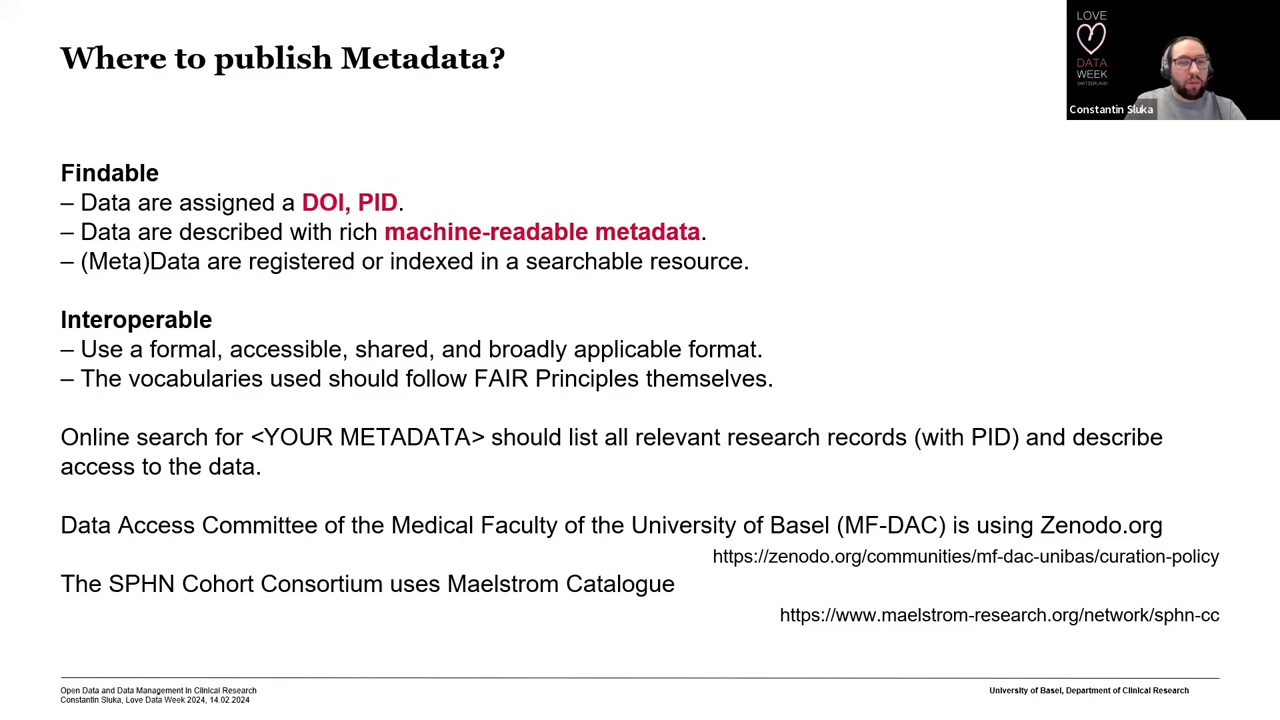 Where to publish Metadata?
LOVE
DATA
WEEK
SWITZERLAND
Constantin Sluka
Findable
– Data are assigned a DOI, PID.
– Data are described with rich machine-readable metadata.
– (Meta)Data are registered or indexed in a searchable resource.
Interoperable
– Use a formal, accessible, shared, and broadly applicable format.
– The vocabularies used should follow FAIR Principles themselves.
Online search for <YOUR METADATA> should list all relevant research records (with PID) and describe
access to the data.
Data Access Committee of the Medical Faculty of the University of Basel (MF-DAC) is using Zenodo.org
https://zenodo.org/communities/mf-dac-unibas/curation-policy
The SPHN Cohort Consortium uses Maelstrom Catalogue
https://www.maelstrom-research.org/network/sphn-cc
Open Data and Data Management in Clinical Research
Constantin Sluka, Love Data Week 2024, 14.02.2024
University of Basel, Department of Clinical Research